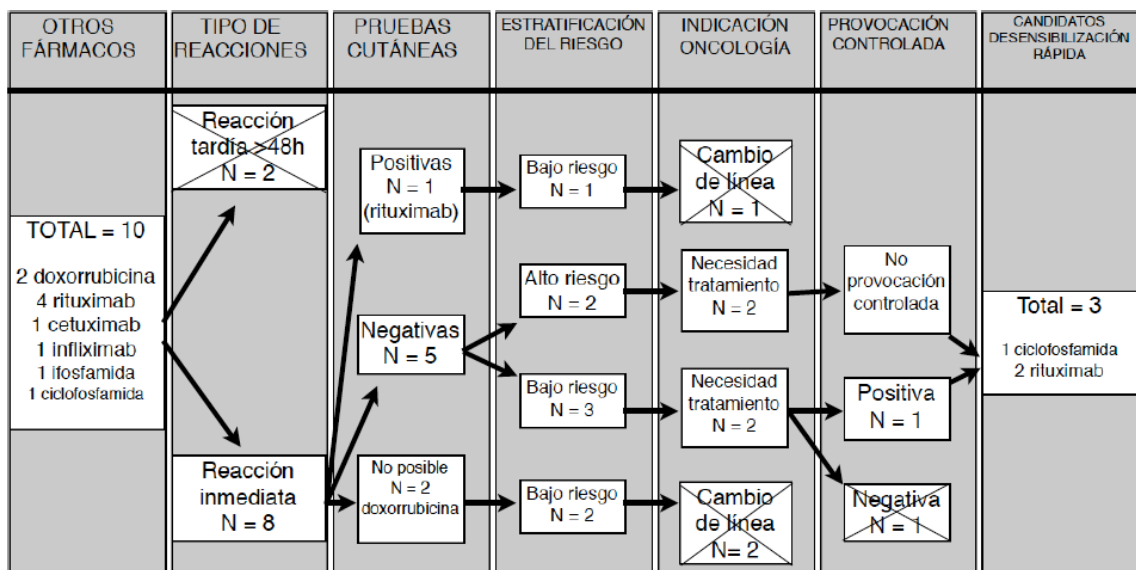 OTROS
FÁRMACOS
TIPO DE
REACCIONES
PRUEBAS
CUTÁNEAS
ESTRATIFICACIÓN
DEL RIESGO
INDICACIÓN
ONCOLOGÍA
PROVOCACIÓN
CONTROLADA
CANDIDATOS
DESENSIBILIZACIÓN
RÁPIDA
TOTAL = 10
2 doxorrubicina
4 rituximab
1 cetuximab
1 infliximab
1 ifosfamida
1 ciclofosfamida
Reacción
tardía >48h
N = 2
Reacción
inmediata
N = 8
Positivas
N = 1
(rituximab)
Negativas
N = 5
No posible
N = 2
doxorrubicina
Bajo riesgo
N = 1
Alto riesgo
N = 2
Bajo riesgo
N = 3
Bajo riesgo
N = 2
Cambio
de línea
N = 1
Necesidad
tratamiento
N = 2
Necesidad
tratamiento
N = 2
Cambio
de línea
N= 2
No
provocación
controlada
Positiva
N = 1
Negativa
N = 1
Total = 3
1 ciclofosfamida
2 rituximab